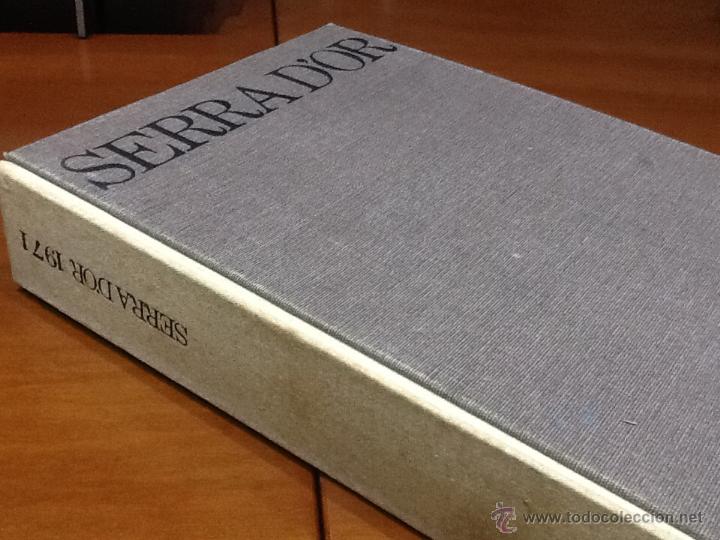 SERRA D'OR
SERRA D'OR 1971
www.todocoleccion.net